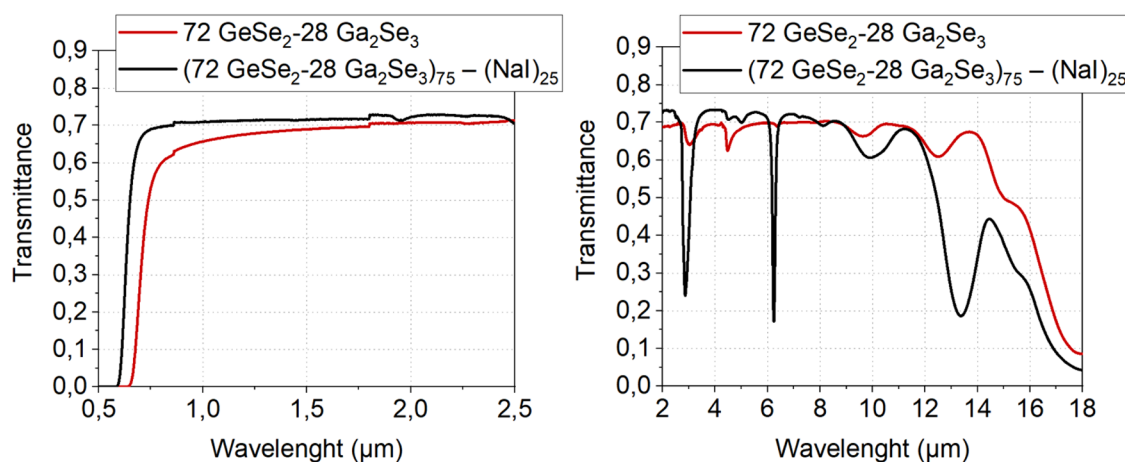 72 GeSe₂-28 Ga₂Se₃
(72 GeSe₂-28 Ga₂Se₃)₇₅ – (NaI)₂₅
0,9
0,8
0,7
0,6
0,5
0,4
0,3
0,2
0,1
0,0
Transmittance
0,5 1,0 1,5 2,0 2,5
Wavelenght (µm)
72 GeSe₂-28 Ga₂Se₃
(72 GeSe₂-28 Ga₂Se₃)₇₅ – (NaI)₂₅
0,9
0,8
0,7
0,6
0,5
0,4
0,3
0,2
0,1
0,0
Transmittance
2 4 6 8 10 12 14 16 18
Wavelenght (µm)